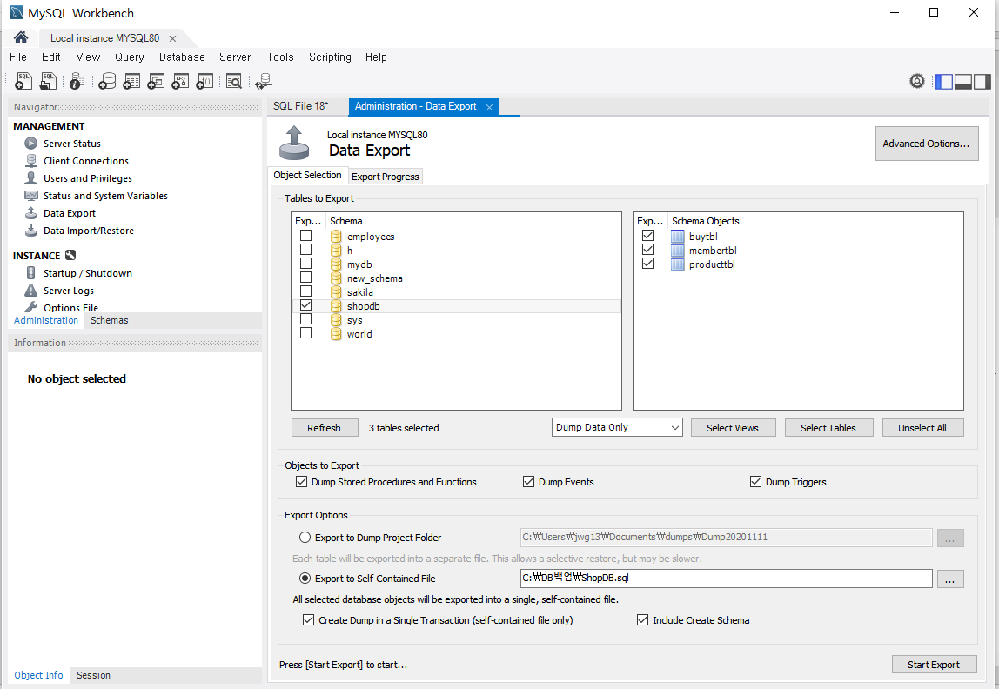 MySQL Workbench
Local instance MYSQL80
File Edit View Query Database Server Tools Scripting Help
Navigator
MANAGEMENT
Server Status
Client Connections
Users and Privileges
Status and System Variables
Data Export
Data Import/Restore
INSTANCE
Startup / Shutdown
Server Logs
Options File
Administration Schemas
Information
No object selected
Object Info Session
SQL File 18* Administration - Data Export
Local instance MYSQL80
Data Export
Advanced Options...
Object Selection Export Progress
Tables to Export
Exp... Schema
employees
h
mydb
new_schema
sakila
shopdb
sys
world
Exp... Schema Objects
buytbl
membertbl
producttbl
Refresh 3 tables selected Dump Data Only Select Views Select Tables Unselect All
Objects to Export
Dump Stored Procedures and Functions Dump Events Dump Triggers
Export Options
Export to Dump Project Folder C:₩Users₩jwg13₩Documents₩dumps₩Dump20201111 ...
Each table will be exported into a separate file. This allows a selective restore, but may be slower.
Export to Self-Contained File C:₩DB백업₩ShopDB.sql ...
All selected database objects will be exported into a single, self-contained file.
Create Dump in a Single Transaction (self-contained file only) Include Create Schema
Press [Start Export] to start... Start Export